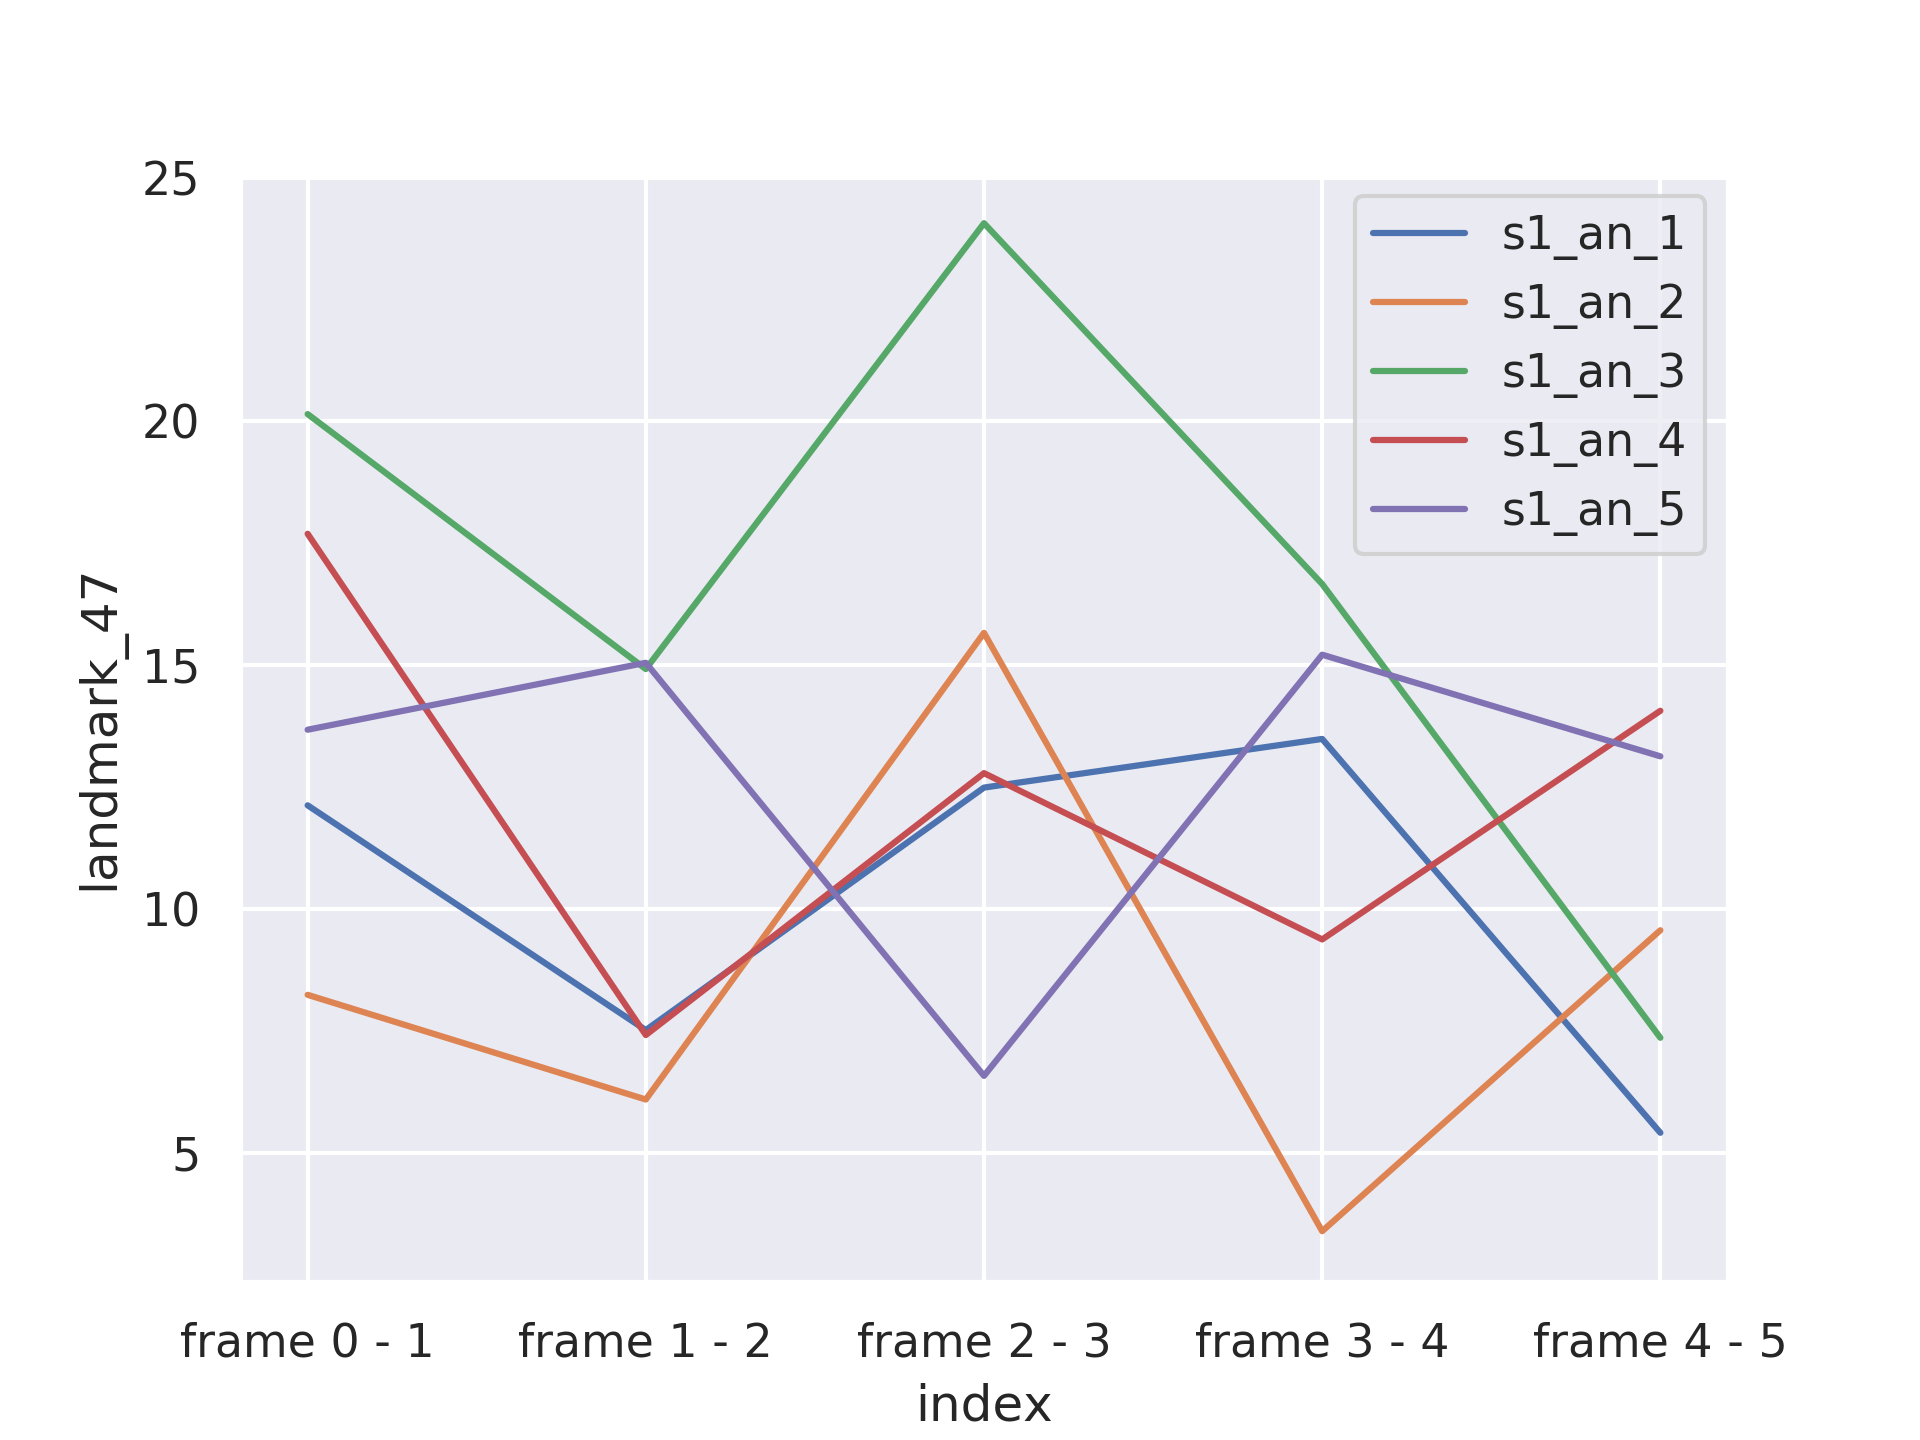 25
20
15
10
5
landmark_47
s1_an_1
s1_an_2
s1_an_3
s1_an_4
s1_an_5
frame 0 - 1 frame 1 - 2 frame 2 - 3 frame 3 - 4 frame 4 - 5
index